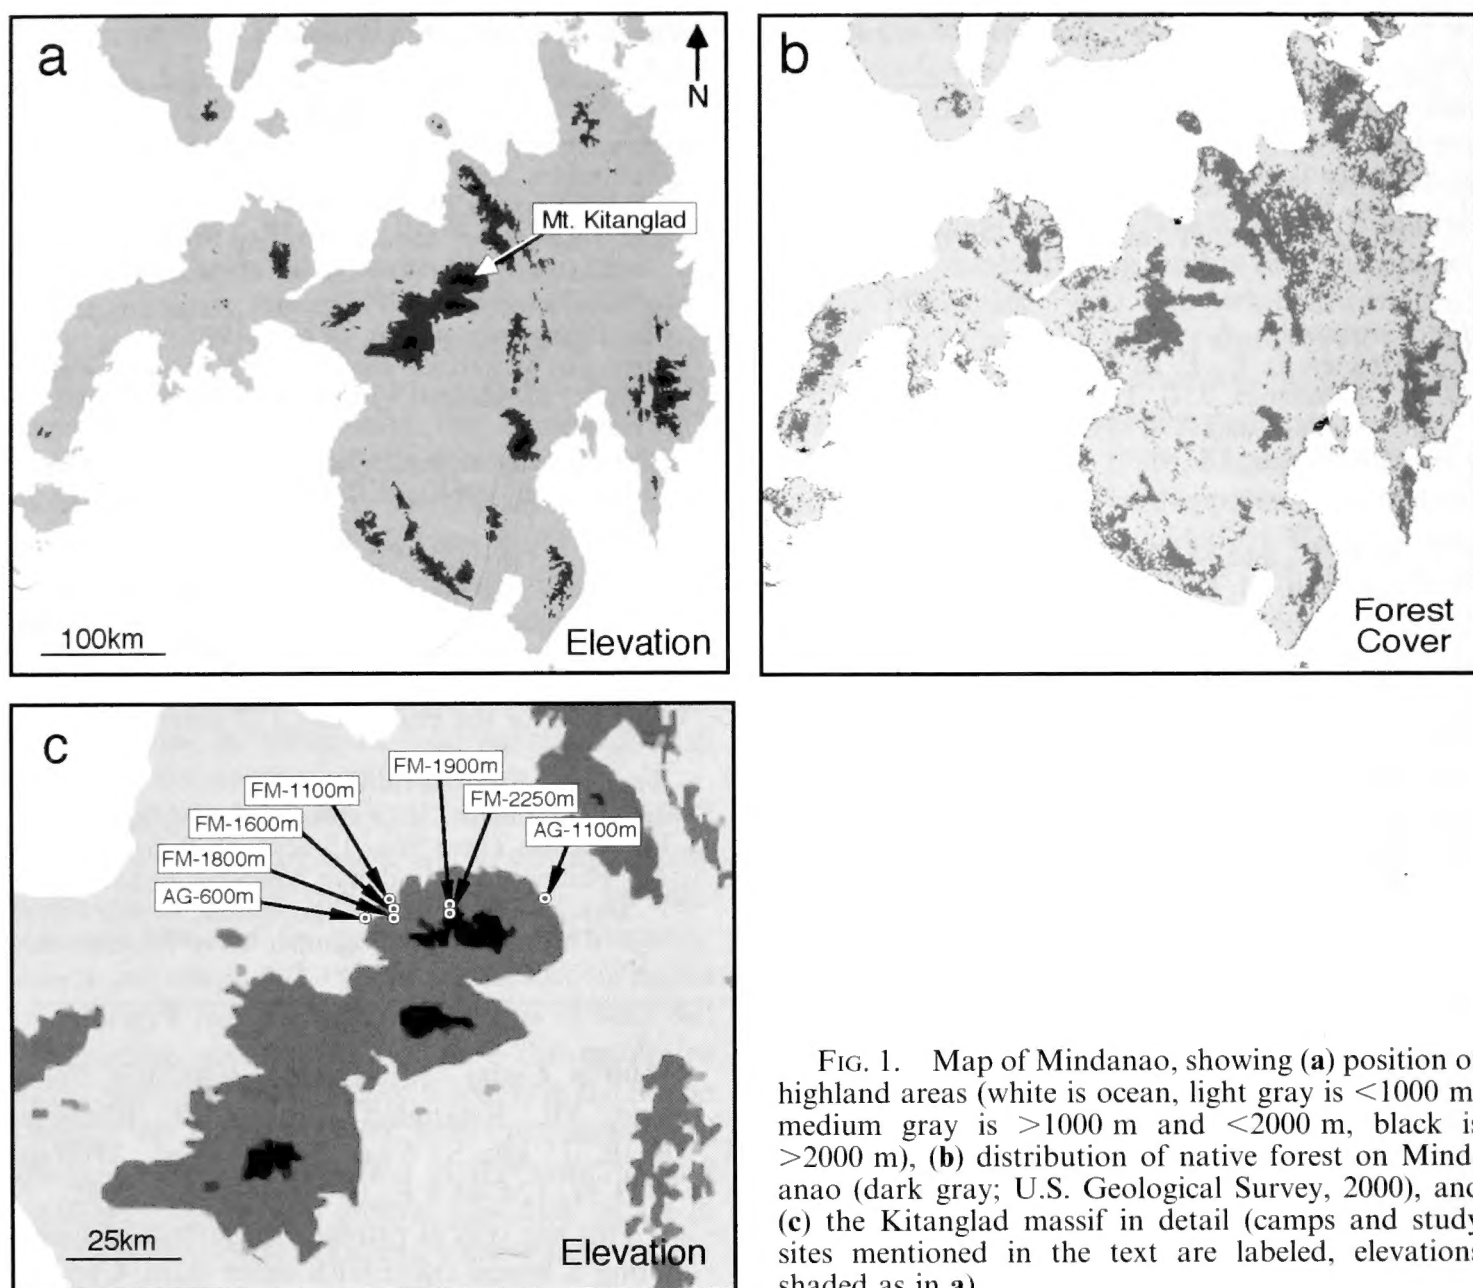 a
N
Mt. Kitanglad
100km
Elevation
b
Forest
Cover
c
FM-1900m
FM-1100m
FM-2250m
FM-1600m
AG-1100m
FM-1800m
AG-600m
25km
Elevation
FIG. 1. Map of Mindanao, showing (a) position o
highland areas (white is ocean, light gray is <1000 m
medium gray is >1000 m and <2000 m, black is
>2000 m), (b) distribution of native forest on Mind
anao (dark gray; U.S. Geological Survey, 2000), and
(c) the Kitanglad massif in detail (camps and study
sites mentioned in the text are labeled, elevations
shaded as in a)